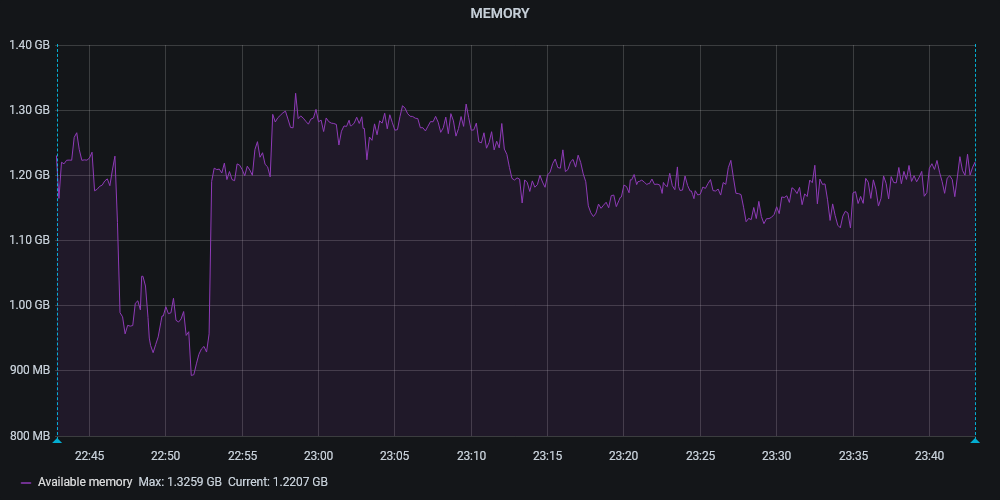 MEMORY
1.40 GB
1.30 GB
1.20 GB
1.10 GB
1.00 GB
900 MB
800 MB
22:45 22:50 22:55 23:00 23:05 23:10 23:15 23:20 23:25 23:30 23:35 23:40
Available memory Max: 1.3259 GB Current: 1.2207 GB